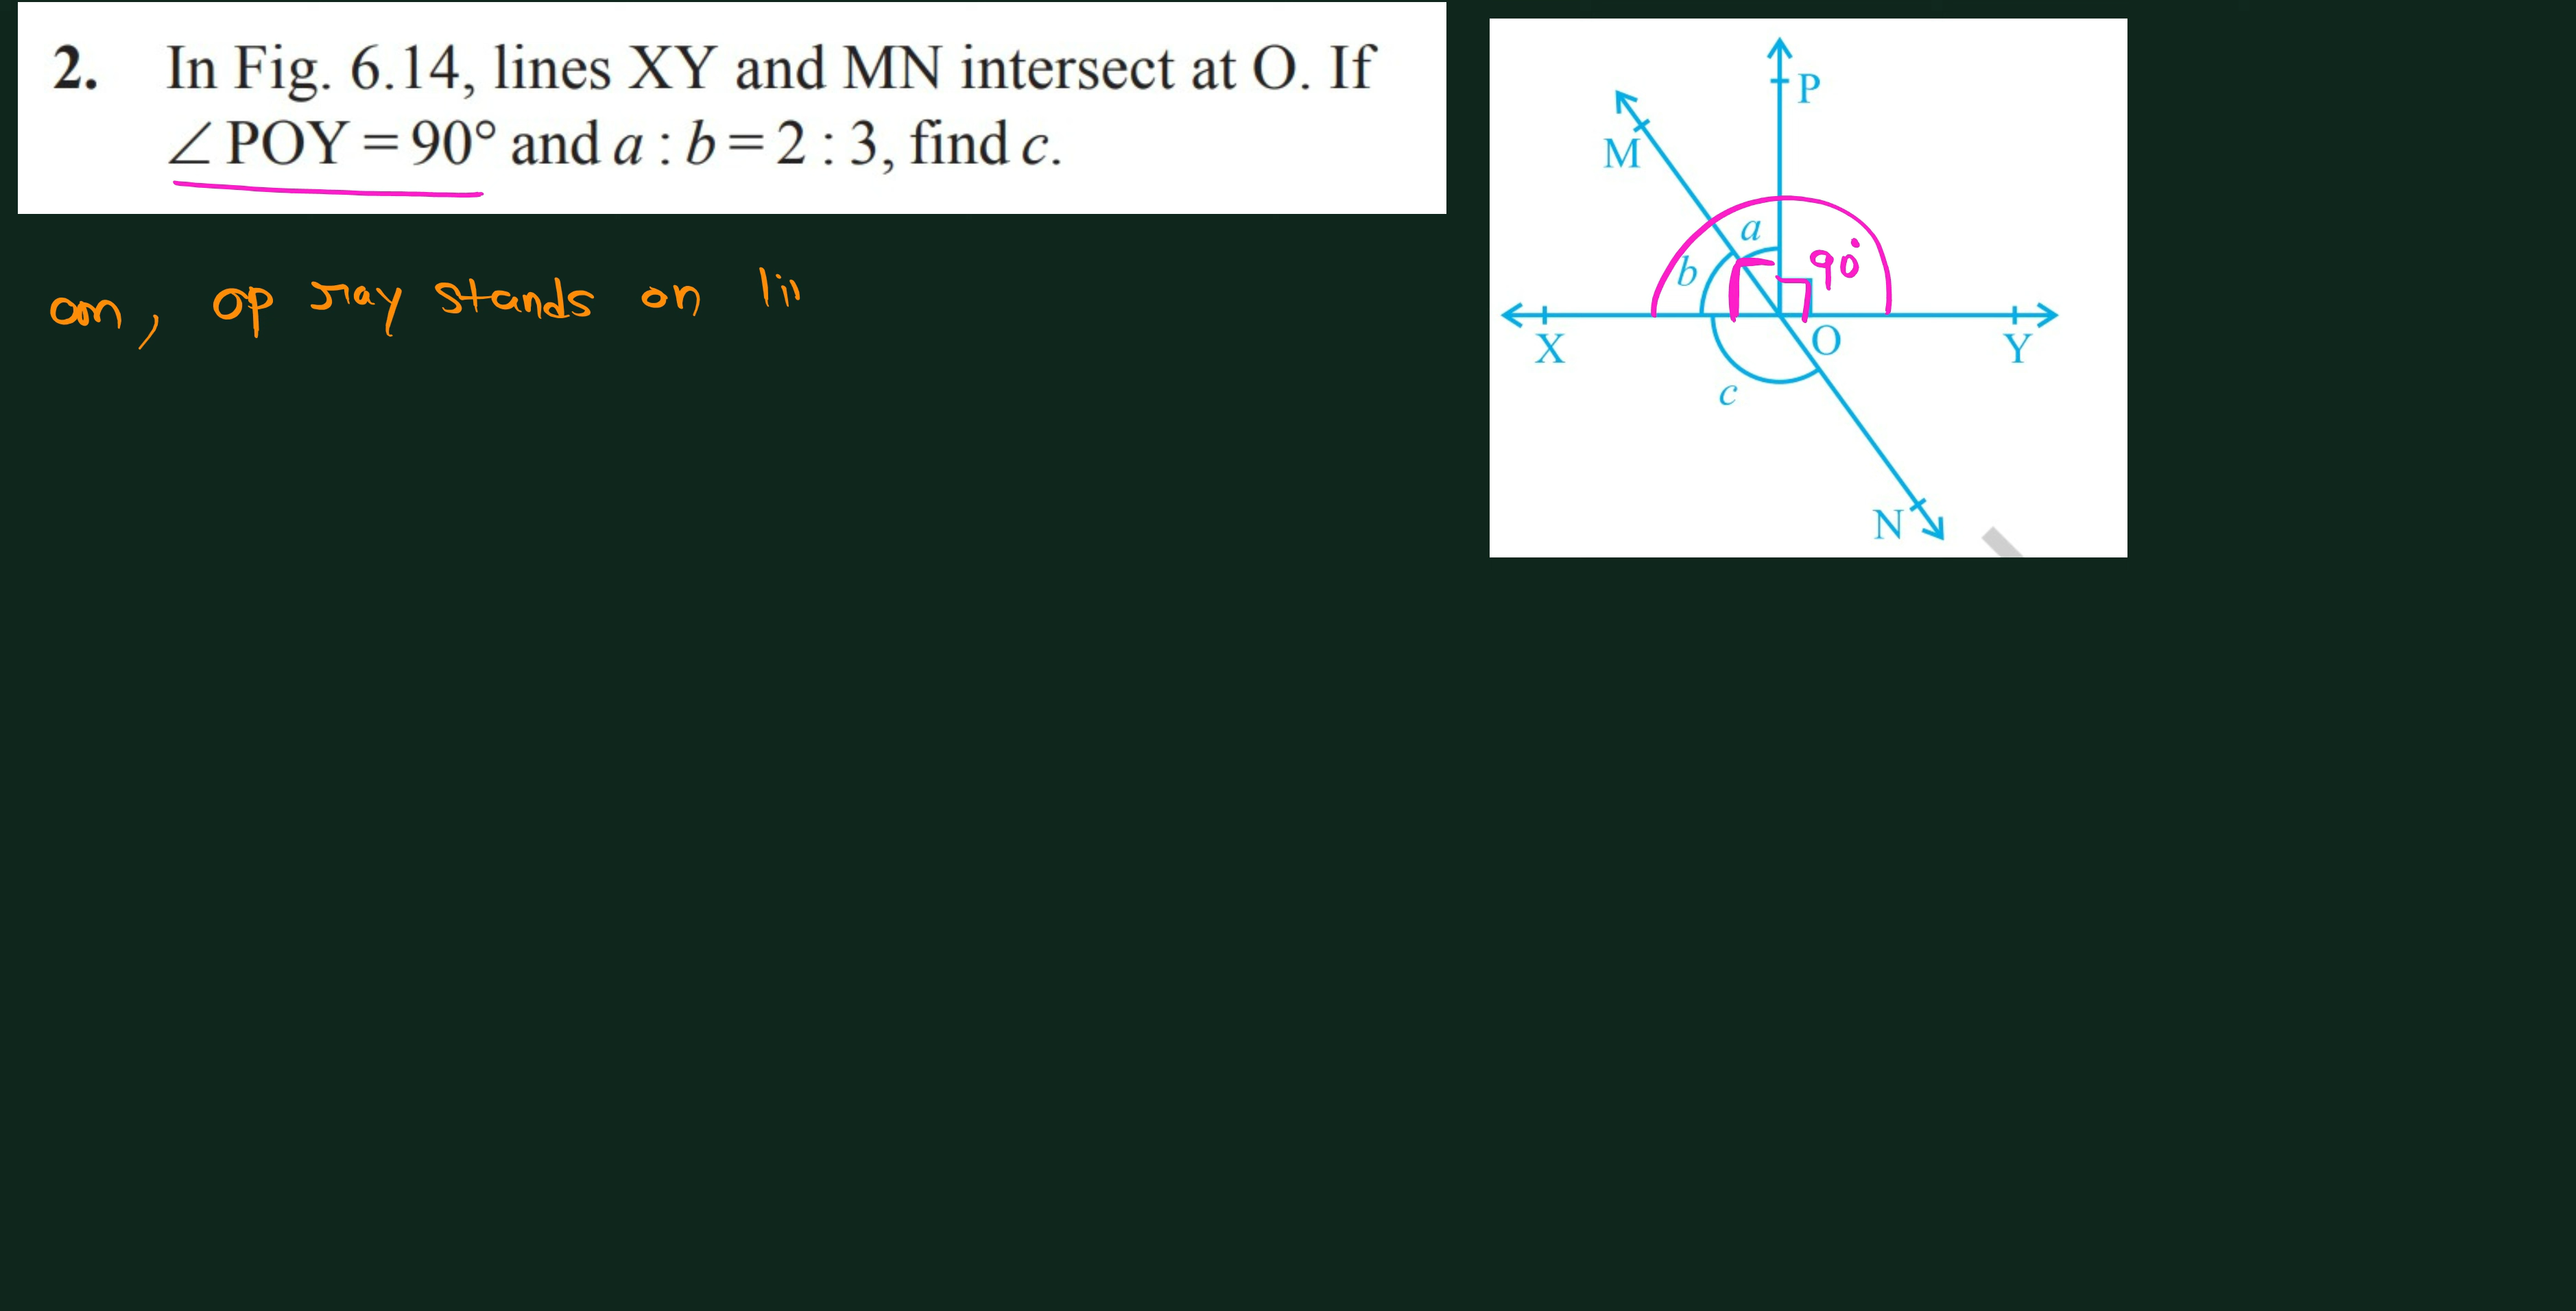 2. In Fig. 6.14, lines XY and MN intersect at O. If
∠ POY = 90° and a : b = 2 : 3, find c.
om, op ray stands on
P
M
a
90°
b
X
O
Y
c
N